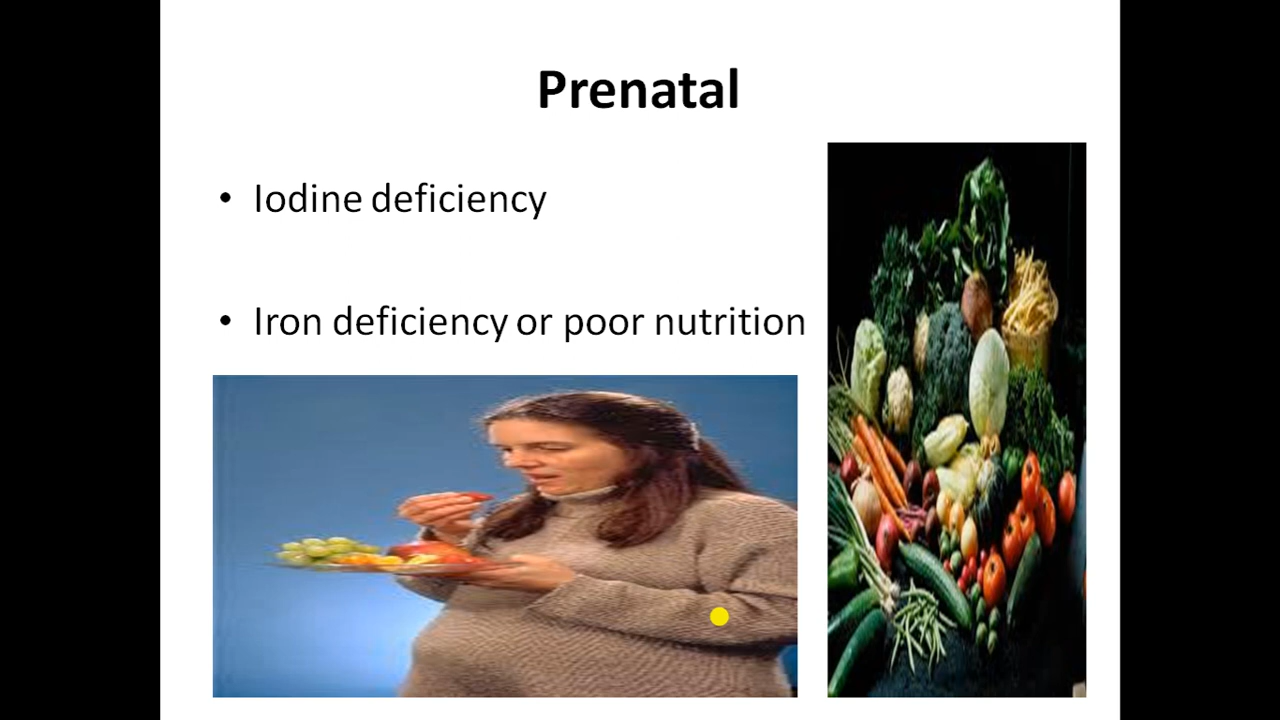 Prenatal
• Iodine deficiency
• Iron deficiency or poor nutrition